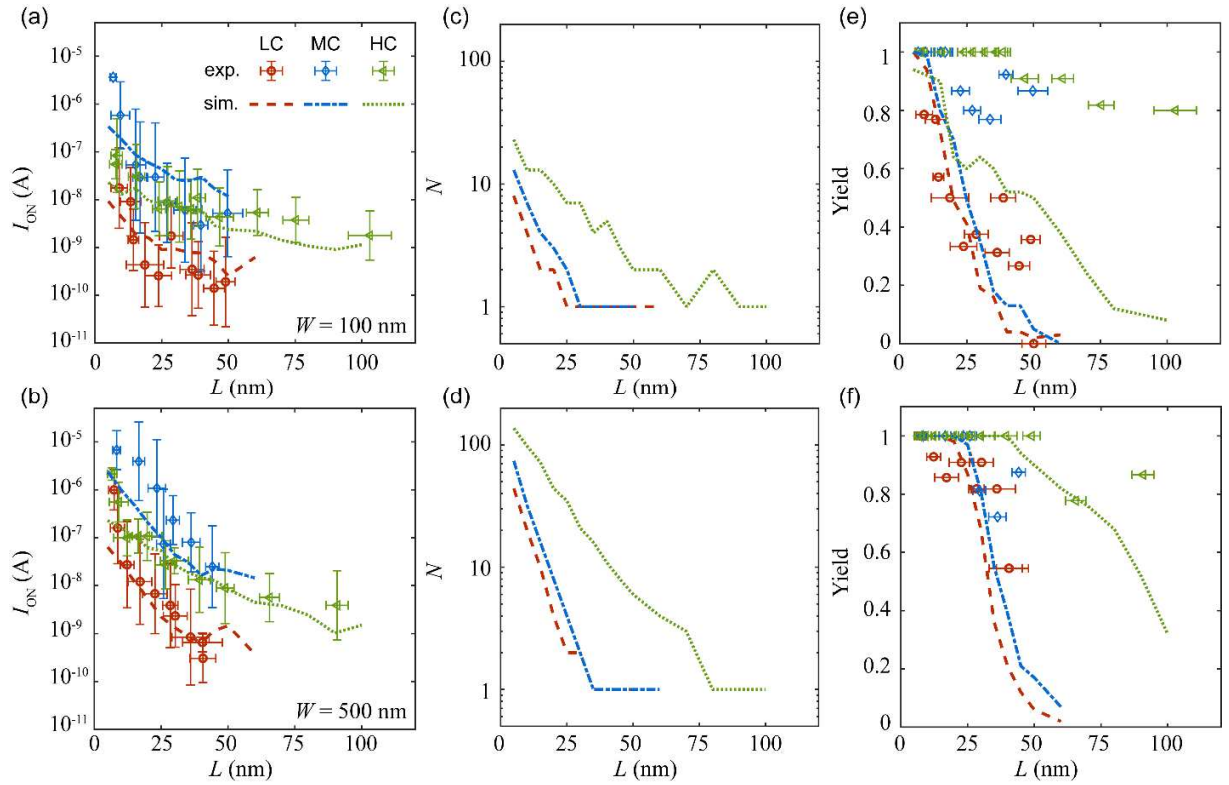 (a)
LC MC HC
exp.
sim.
10⁻⁵
10⁻⁶
10⁻⁷
10⁻⁸
10⁻⁹
10⁻¹⁰
10⁻¹¹
I_ON (A)
W = 100 nm
0 25 50 75 100
L (nm)
(c)
100
10
1
N
0 25 50 75 100
L (nm)
(e)
1
0.8
0.6
0.4
0.2
0
Yield
0 25 50 75 100
L (nm)
(b)
10⁻⁵
10⁻⁶
10⁻⁷
10⁻⁸
10⁻⁹
10⁻¹⁰
10⁻¹¹
I_ON (A)
W = 500 nm
0 25 50 75 100
L (nm)
(d)
100
10
1
N
0 25 50 75 100
L (nm)
(f)
1
0.8
0.6
0.4
0.2
0
Yield
0 25 50 75 100
L (nm)